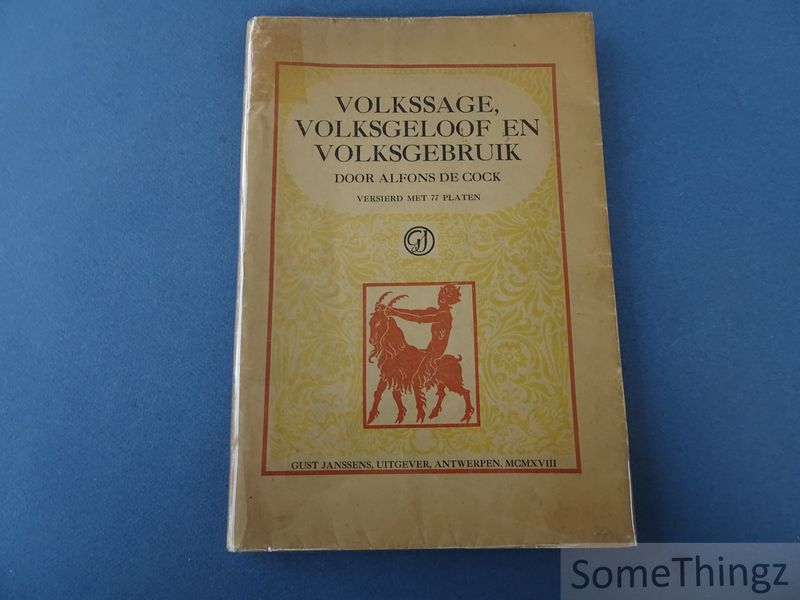 VOLKSSAGE,
VOLKSGELOOF EN
VOLKSGEBRUIK
DOOR ALFONS DE COCK
VERSIERD MET 77 PLATEN
GJ
GUST JANSSENS, UITGEVER, ANTWERPEN. MCMXVIII
SomeThingz